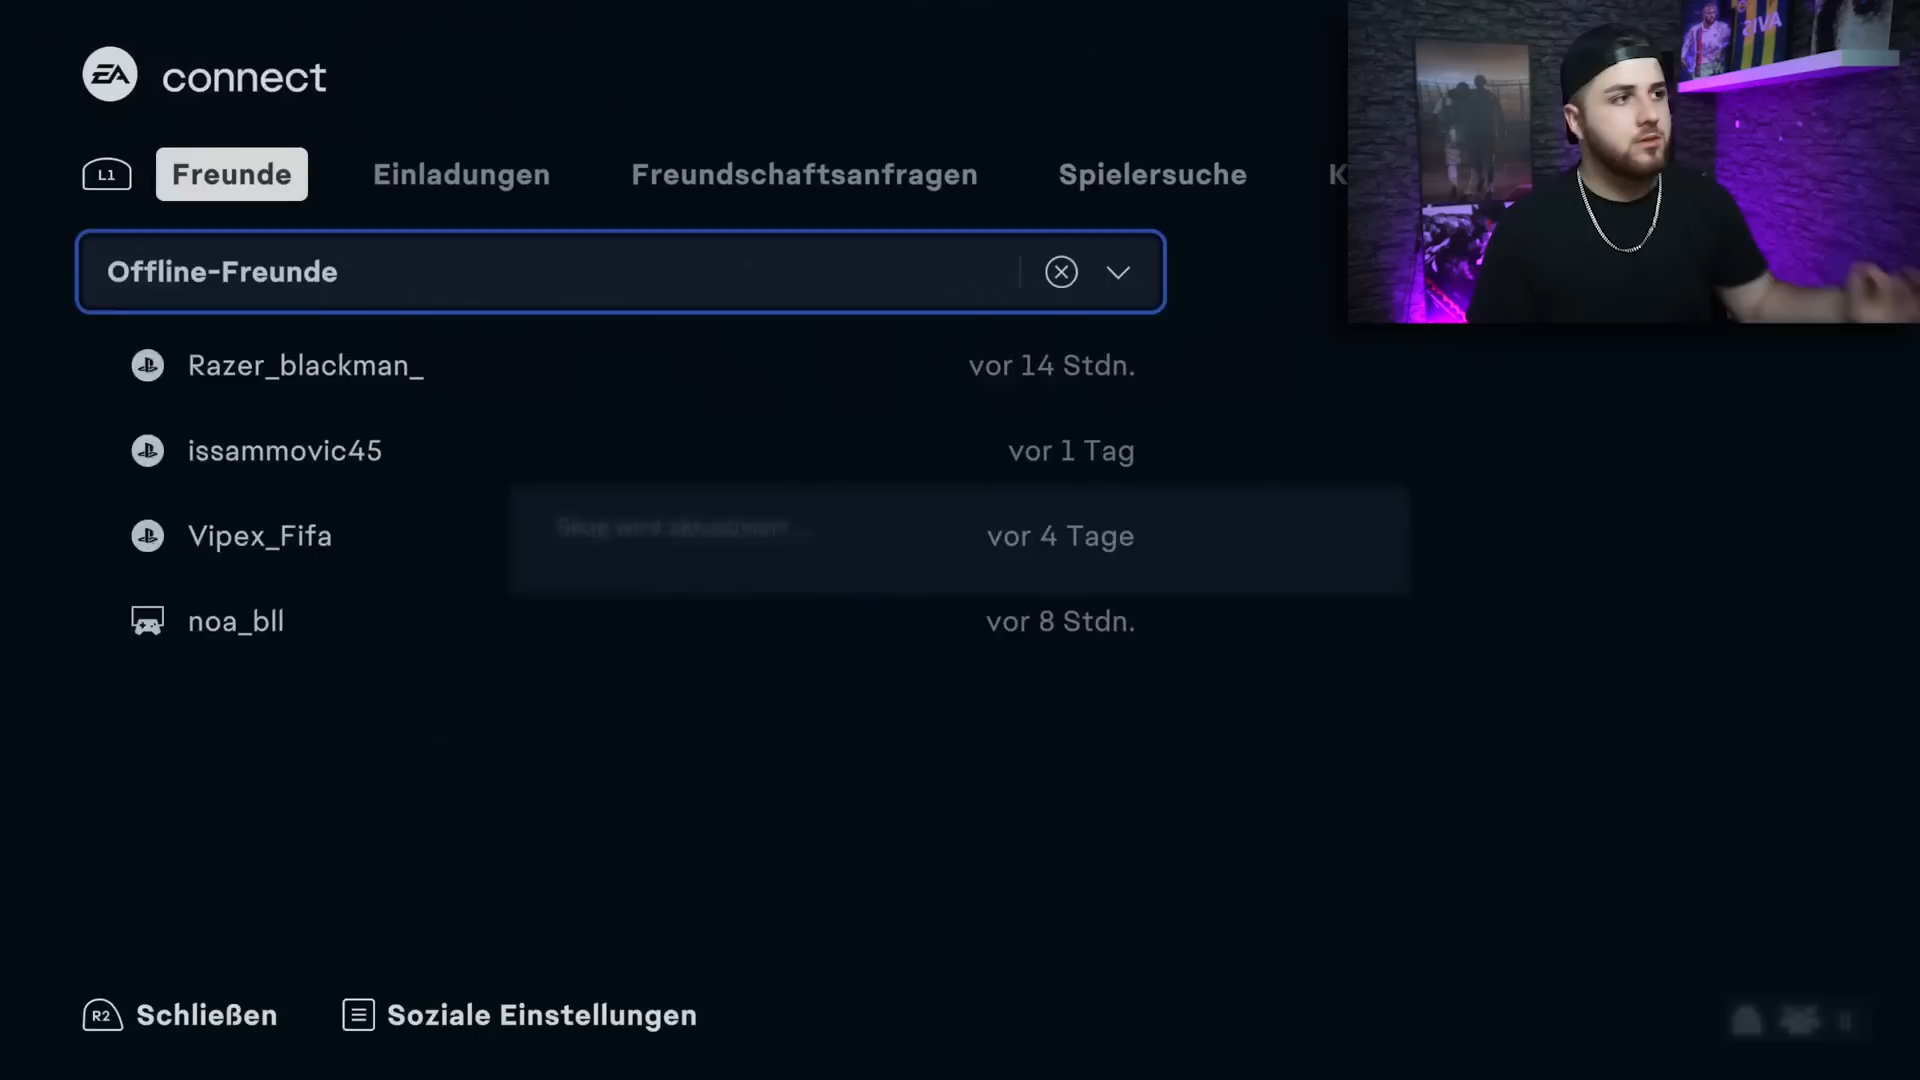 EA connect
L1 Freunde Einladungen Freundschaftsanfragen Spielersuche K
Offline-Freunde
Razer_blackman_ vor 14 Stdn.
issammovic45 vor 1 Tag
Vipex_Fifa vor 4 Tage
noa_bll vor 8 Stdn.
R2 Schließen Soziale Einstellungen